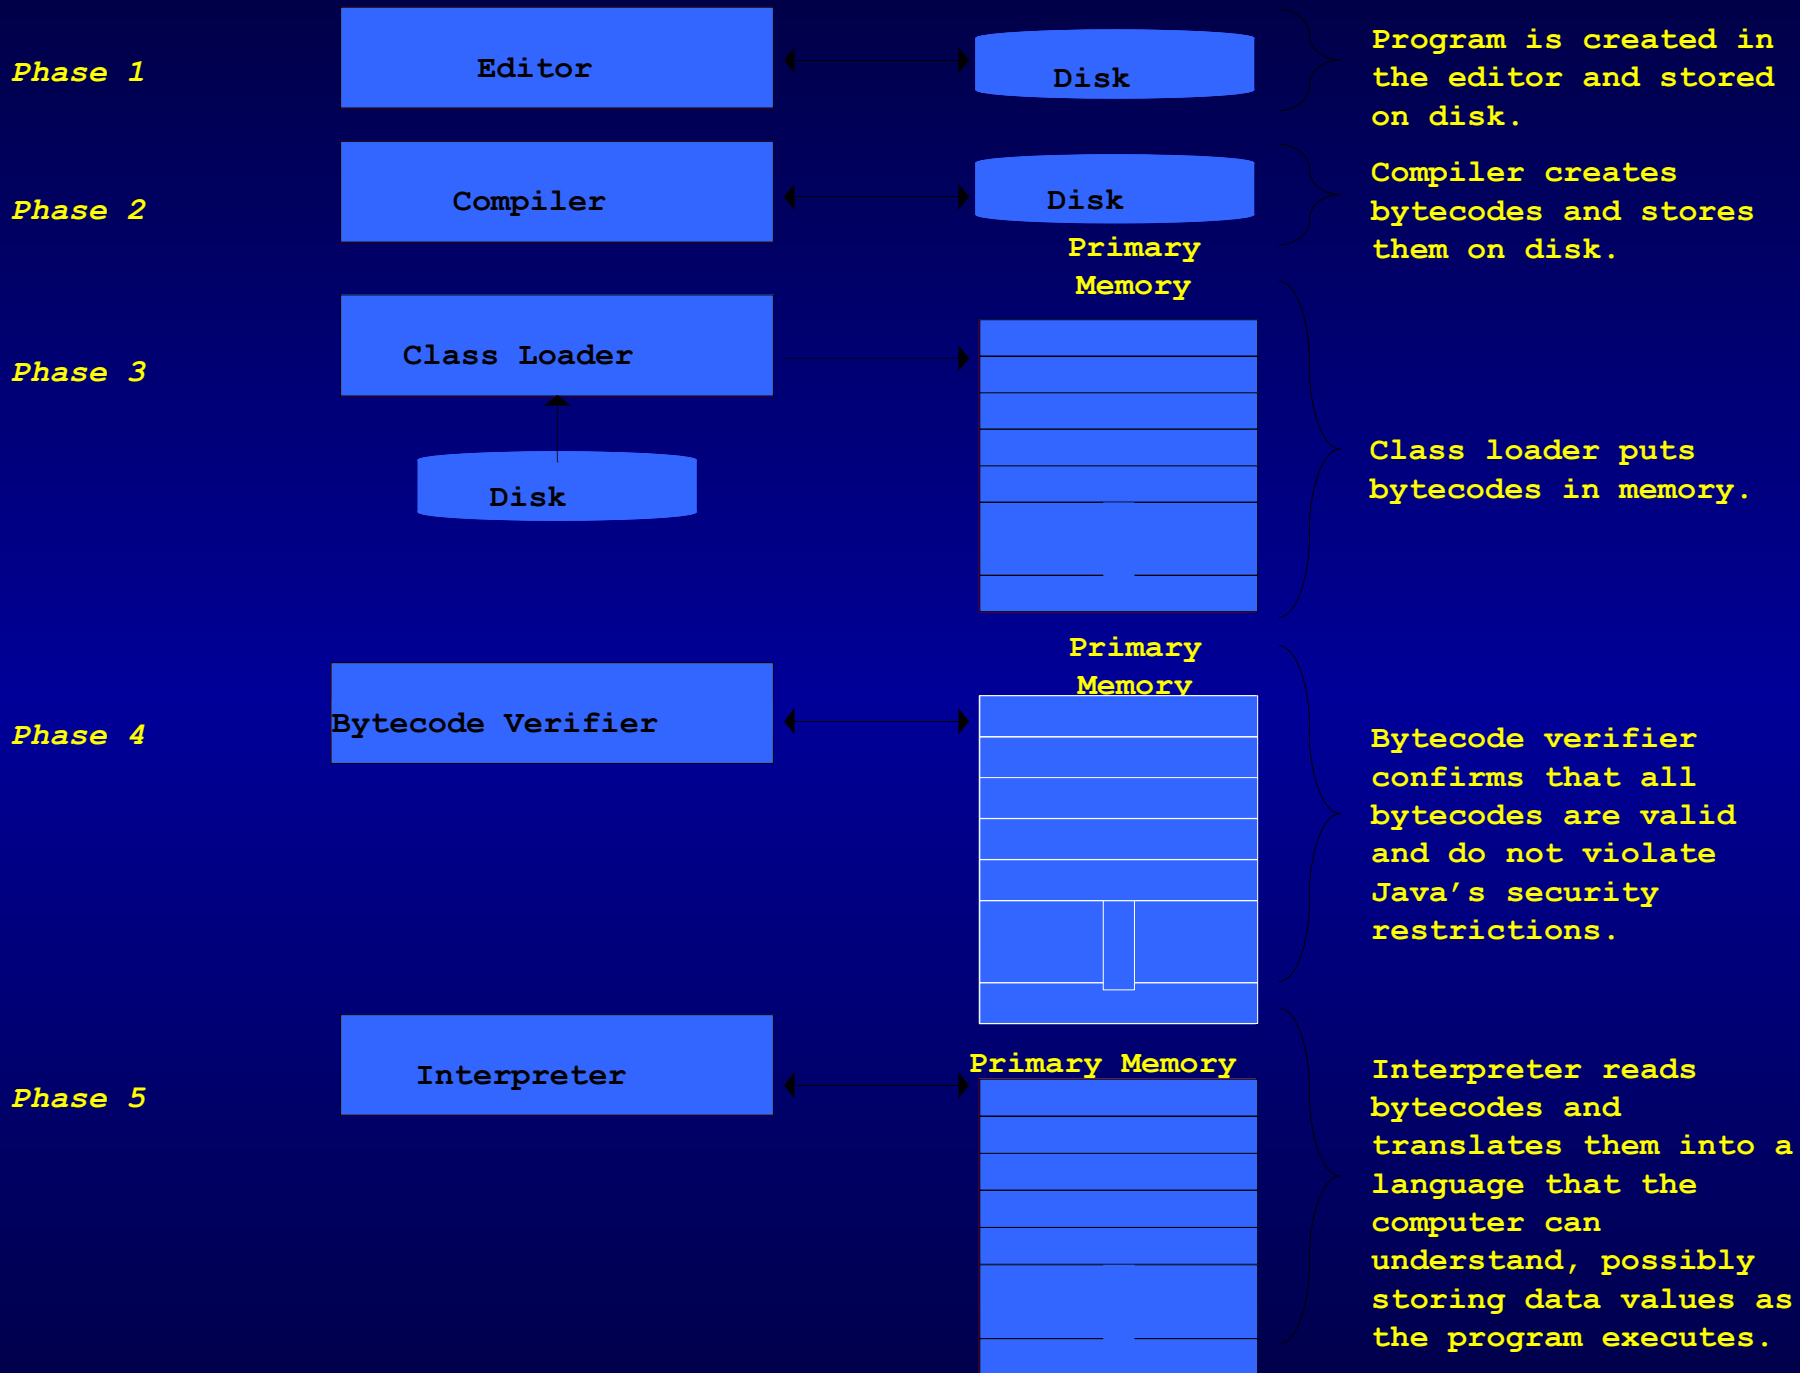 Phase 1
Editor
Disk
Program is created in
the editor and stored
on disk.
Phase 2
Compiler
Disk
Compiler creates
bytecodes and stores
them on disk.
Phase 3
Class Loader
Disk
Primary
Memory
Class loader puts
bytecodes in memory.
Phase 4
Bytecode Verifier
Primary
Memory
Bytecode verifier
confirms that all
bytecodes are valid
and do not violate
Java’s security
restrictions.
Phase 5
Interpreter
Primary Memory
Interpreter reads
bytecodes and
translates them into a
language that the
computer can
understand, possibly
storing data values as
the program executes.